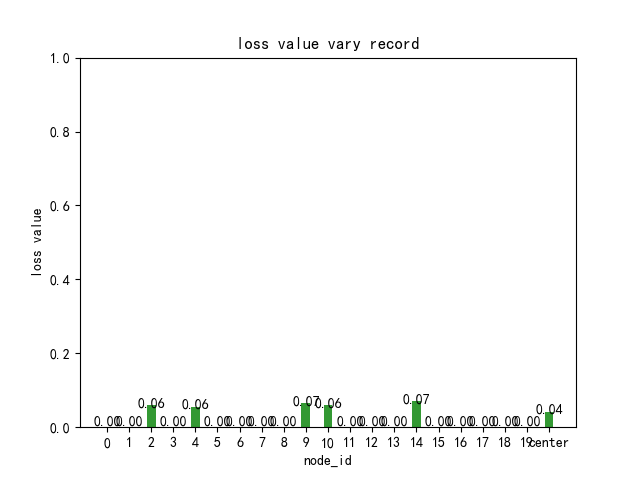 loss value vary record
1.0
0.8
0.6
0.4
0.2
0.0
loss value
0.00 0.00 0.06 0.00 0.06 0.00 0.00 0.00 0.00 0.07 0.06 0.00 0.00 0.00 0.07 0.00 0.00 0.00 0.00 0.00 0.04
0 1 2 3 4 5 6 7 8 9 10 11 12 13 14 15 16 17 18 19 center
node_id